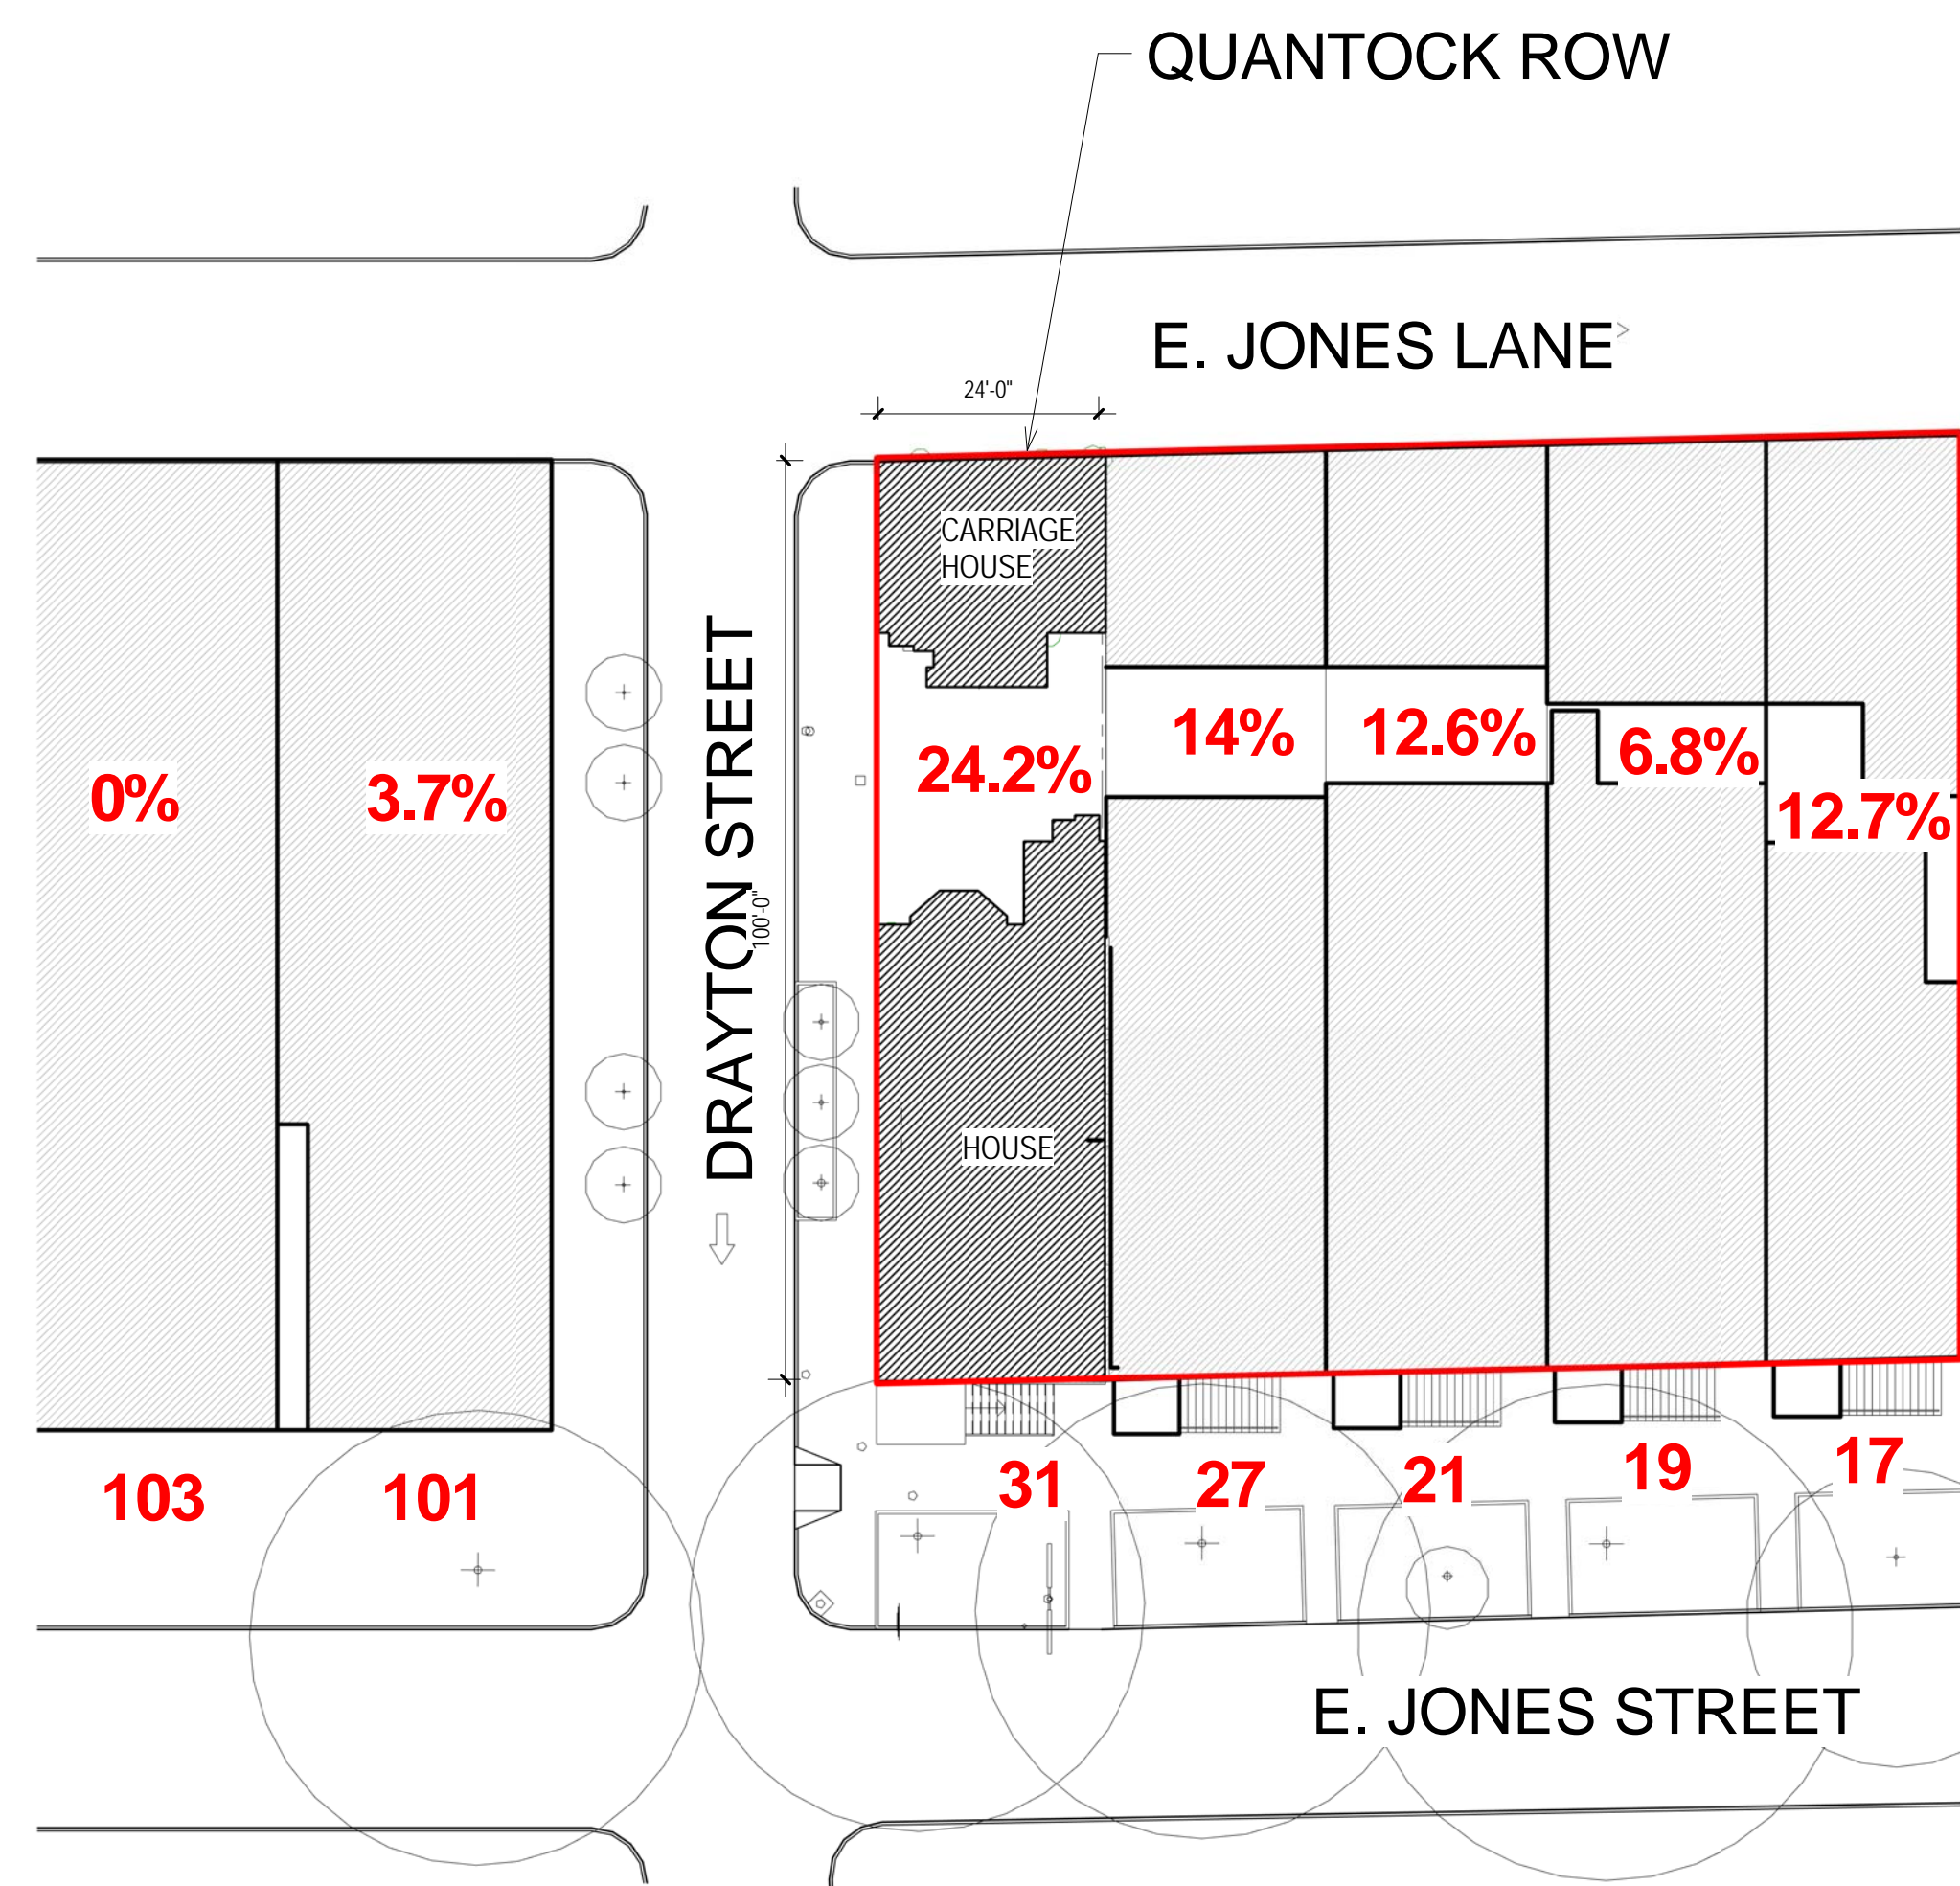 QUANTOCK ROW
E. JONES LANE
24'-0"
CARRIAGE
HOUSE
DRAYTON STREET
100'-0"
0%
3.7%
24.2%
14%
12.6%
6.8%
12.7%
HOUSE
103
101
31
27
21
19
17
E. JONES STREET